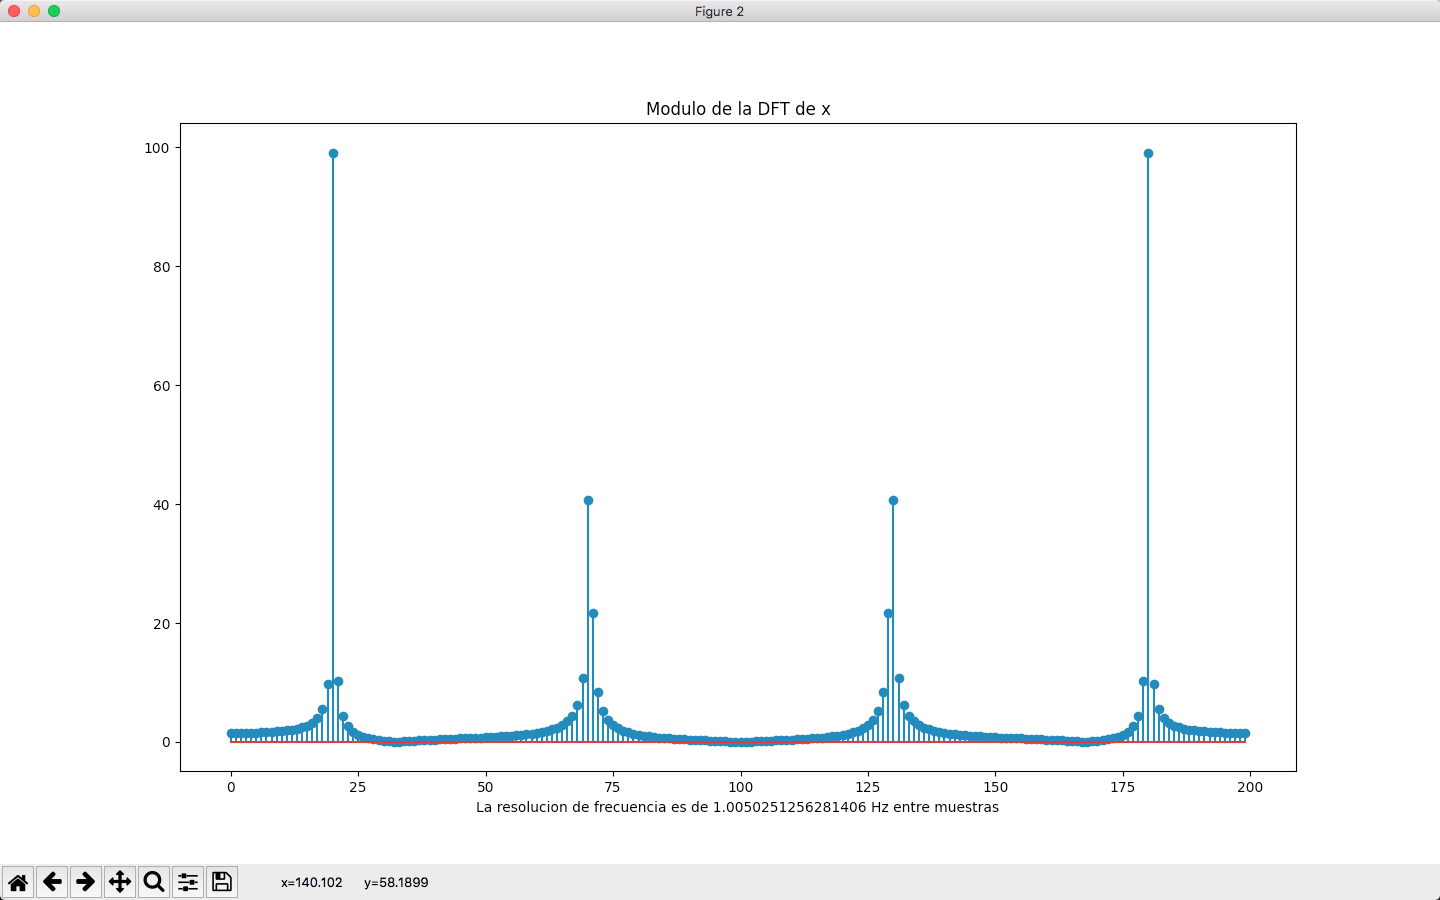 Figure 2
Modulo de la DFT de x
100
80
60
40
20
0
0 25 50 75 100 125 150 175 200
La resolucion de frecuencia es de 1.0050251256281406 Hz entre muestras
x=140.102 y=58.1899